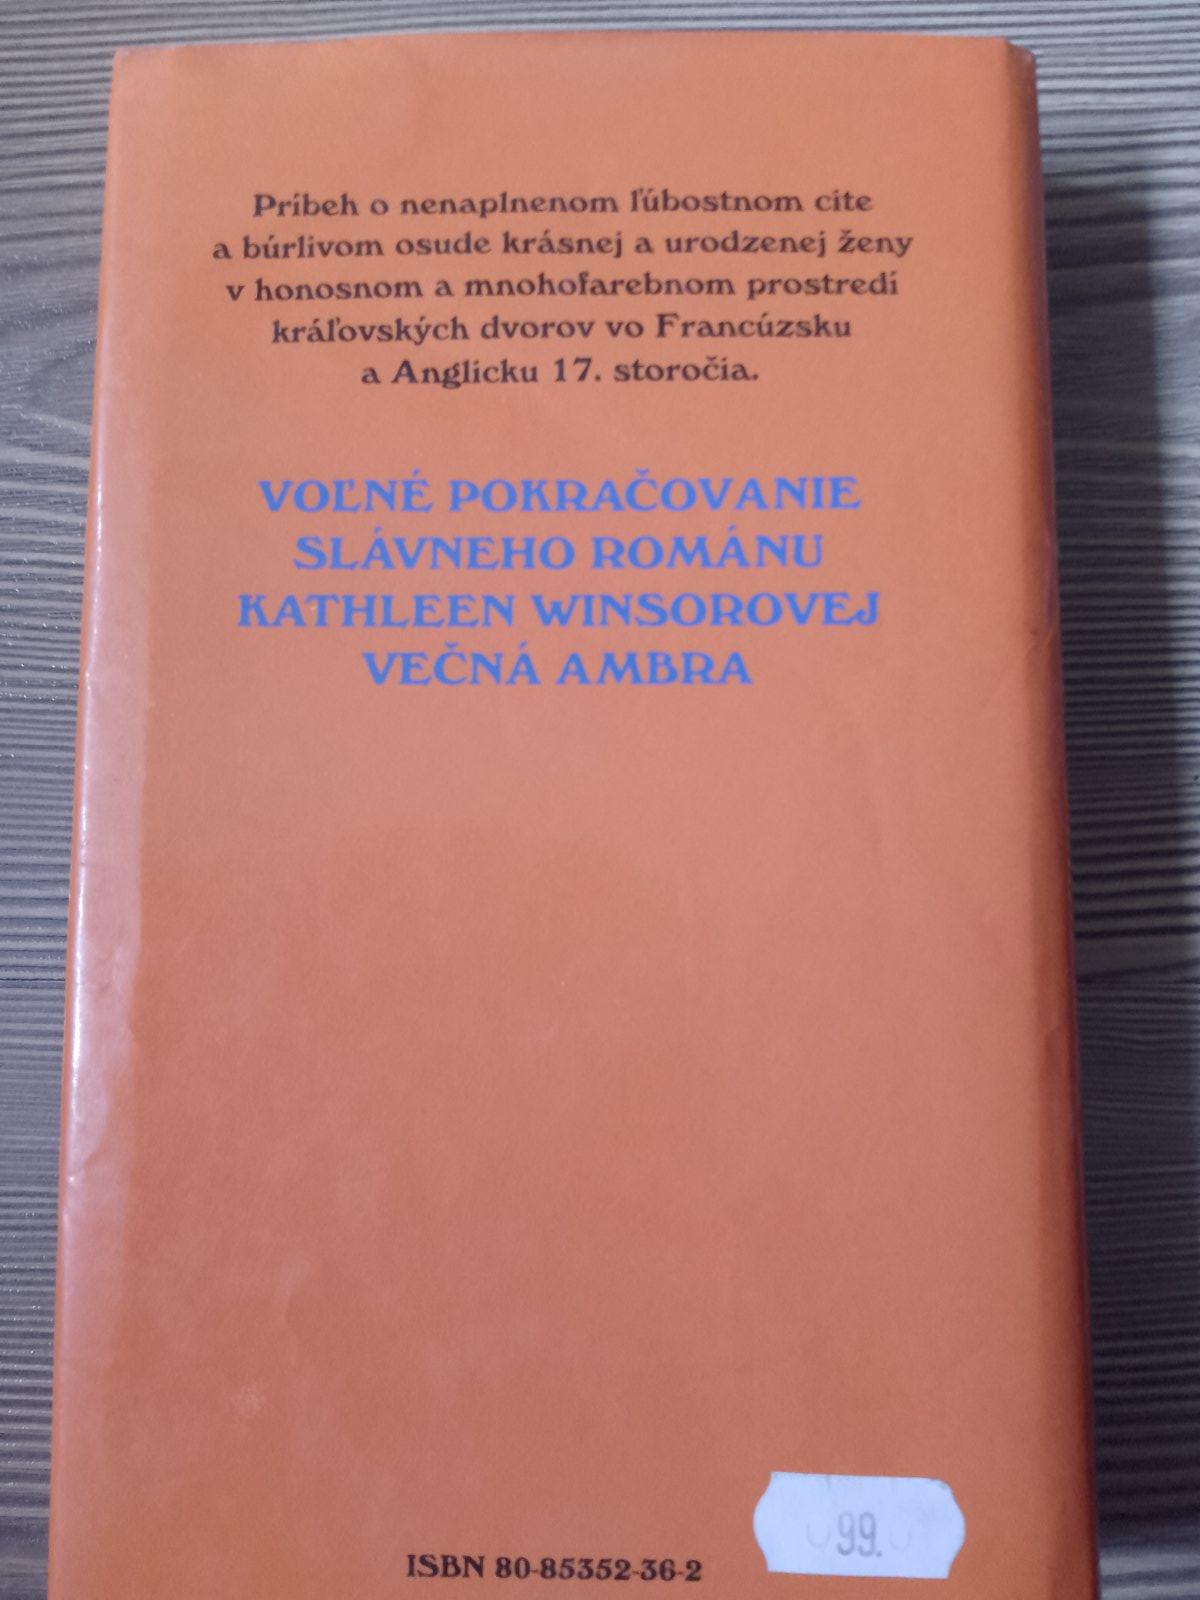 Príbeh o nenaplnenom ľúbostnom cite
a búrlivom osude krásnej a urodzenej ženy
v honosnom a mnohofarebnom prostredí
kráľovských dvorov vo Francúzsku
a Anglicku 17. storočia.
VOĽNÉ POKRAČOVANIE
SLÁVNEHO ROMÁNU
KATHLEEN WINSOROVEJ
VEČNÁ AMBRA
99.
ISBN 80-85352-36-2